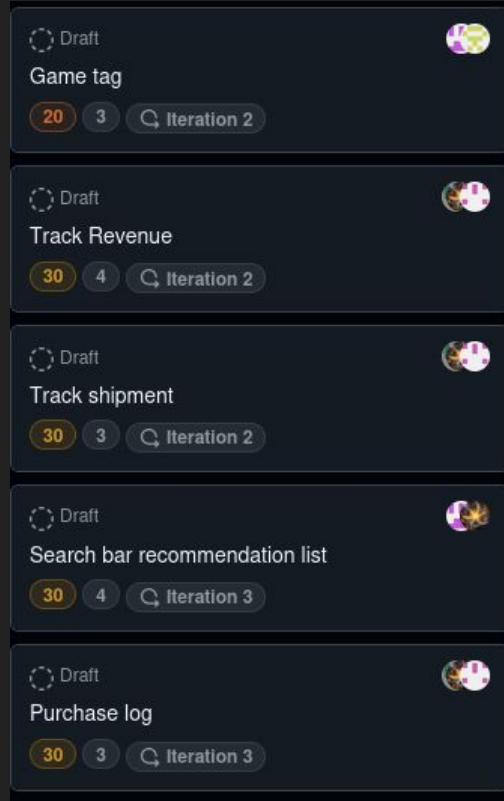 Draft
Game tag
20 3 Iteration 2
Draft
Track Revenue
30 4 Iteration 2
Draft
Track shipment
30 3 Iteration 2
Draft
Search bar recommendation list
30 4 Iteration 3
Draft
Purchase log
30 3 Iteration 3